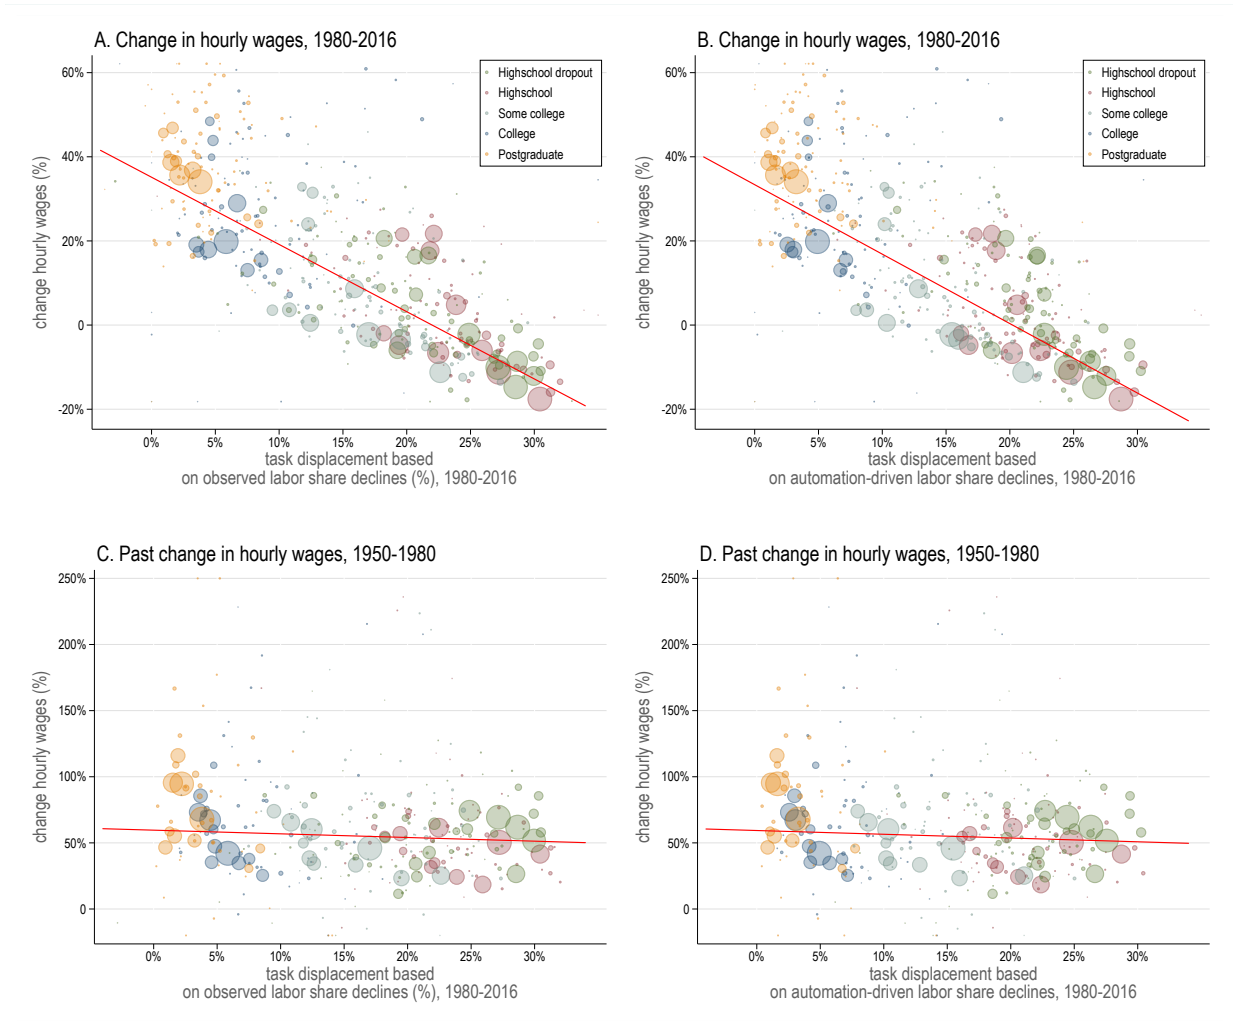 A. Change in hourly wages, 1980-2016
60%
40%
20%
0
-20%
change hourly wages (%)
Highschool dropout
Highschool
Some college
College
Postgraduate
0%
5%
10%
15%
20%
25%
30%
task displacement based
on observed labor share declines (%), 1980-2016
B. Change in hourly wages, 1980-2016
60%
40%
20%
0
-20%
change hourly wages (%)
Highschool dropout
Highschool
Some college
College
Postgraduate
0%
5%
10%
15%
20%
25%
30%
task displacement based
on automation-driven labor share declines, 1980-2016
C. Past change in hourly wages, 1950-1980
250%
200%
150%
100%
50%
0
change hourly wages (%)
0%
5%
10%
15%
20%
25%
30%
task displacement based
on observed labor share declines (%), 1980-2016
D. Past change in hourly wages, 1950-1980
250%
200%
150%
100%
50%
0
change hourly wages (%)
0%
5%
10%
15%
20%
25%
30%
task displacement based
on automation-driven labor share declines, 1980-2016